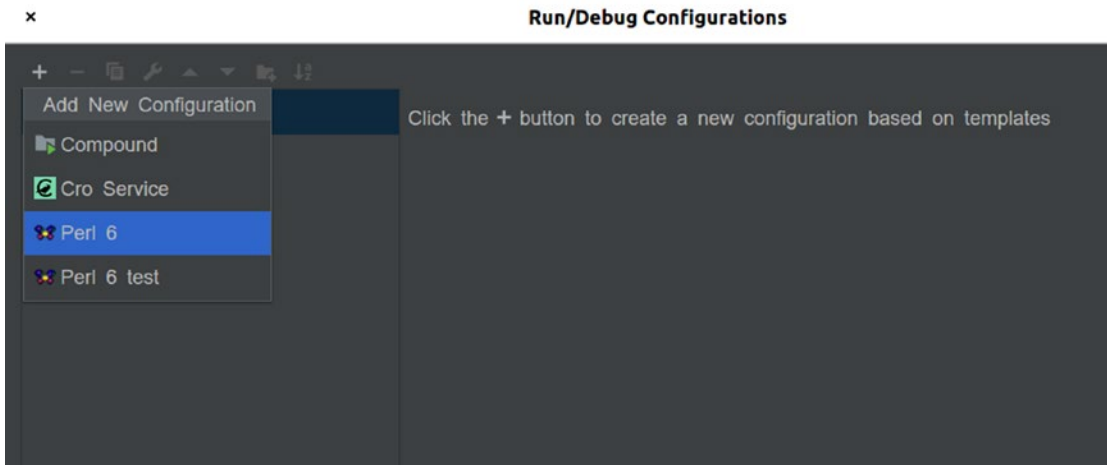 Run/Debug Configurations
Add New Configuration
Click the + button to create a new configuration based on templates
Compound
Cro Service
Perl 6
Perl 6 test